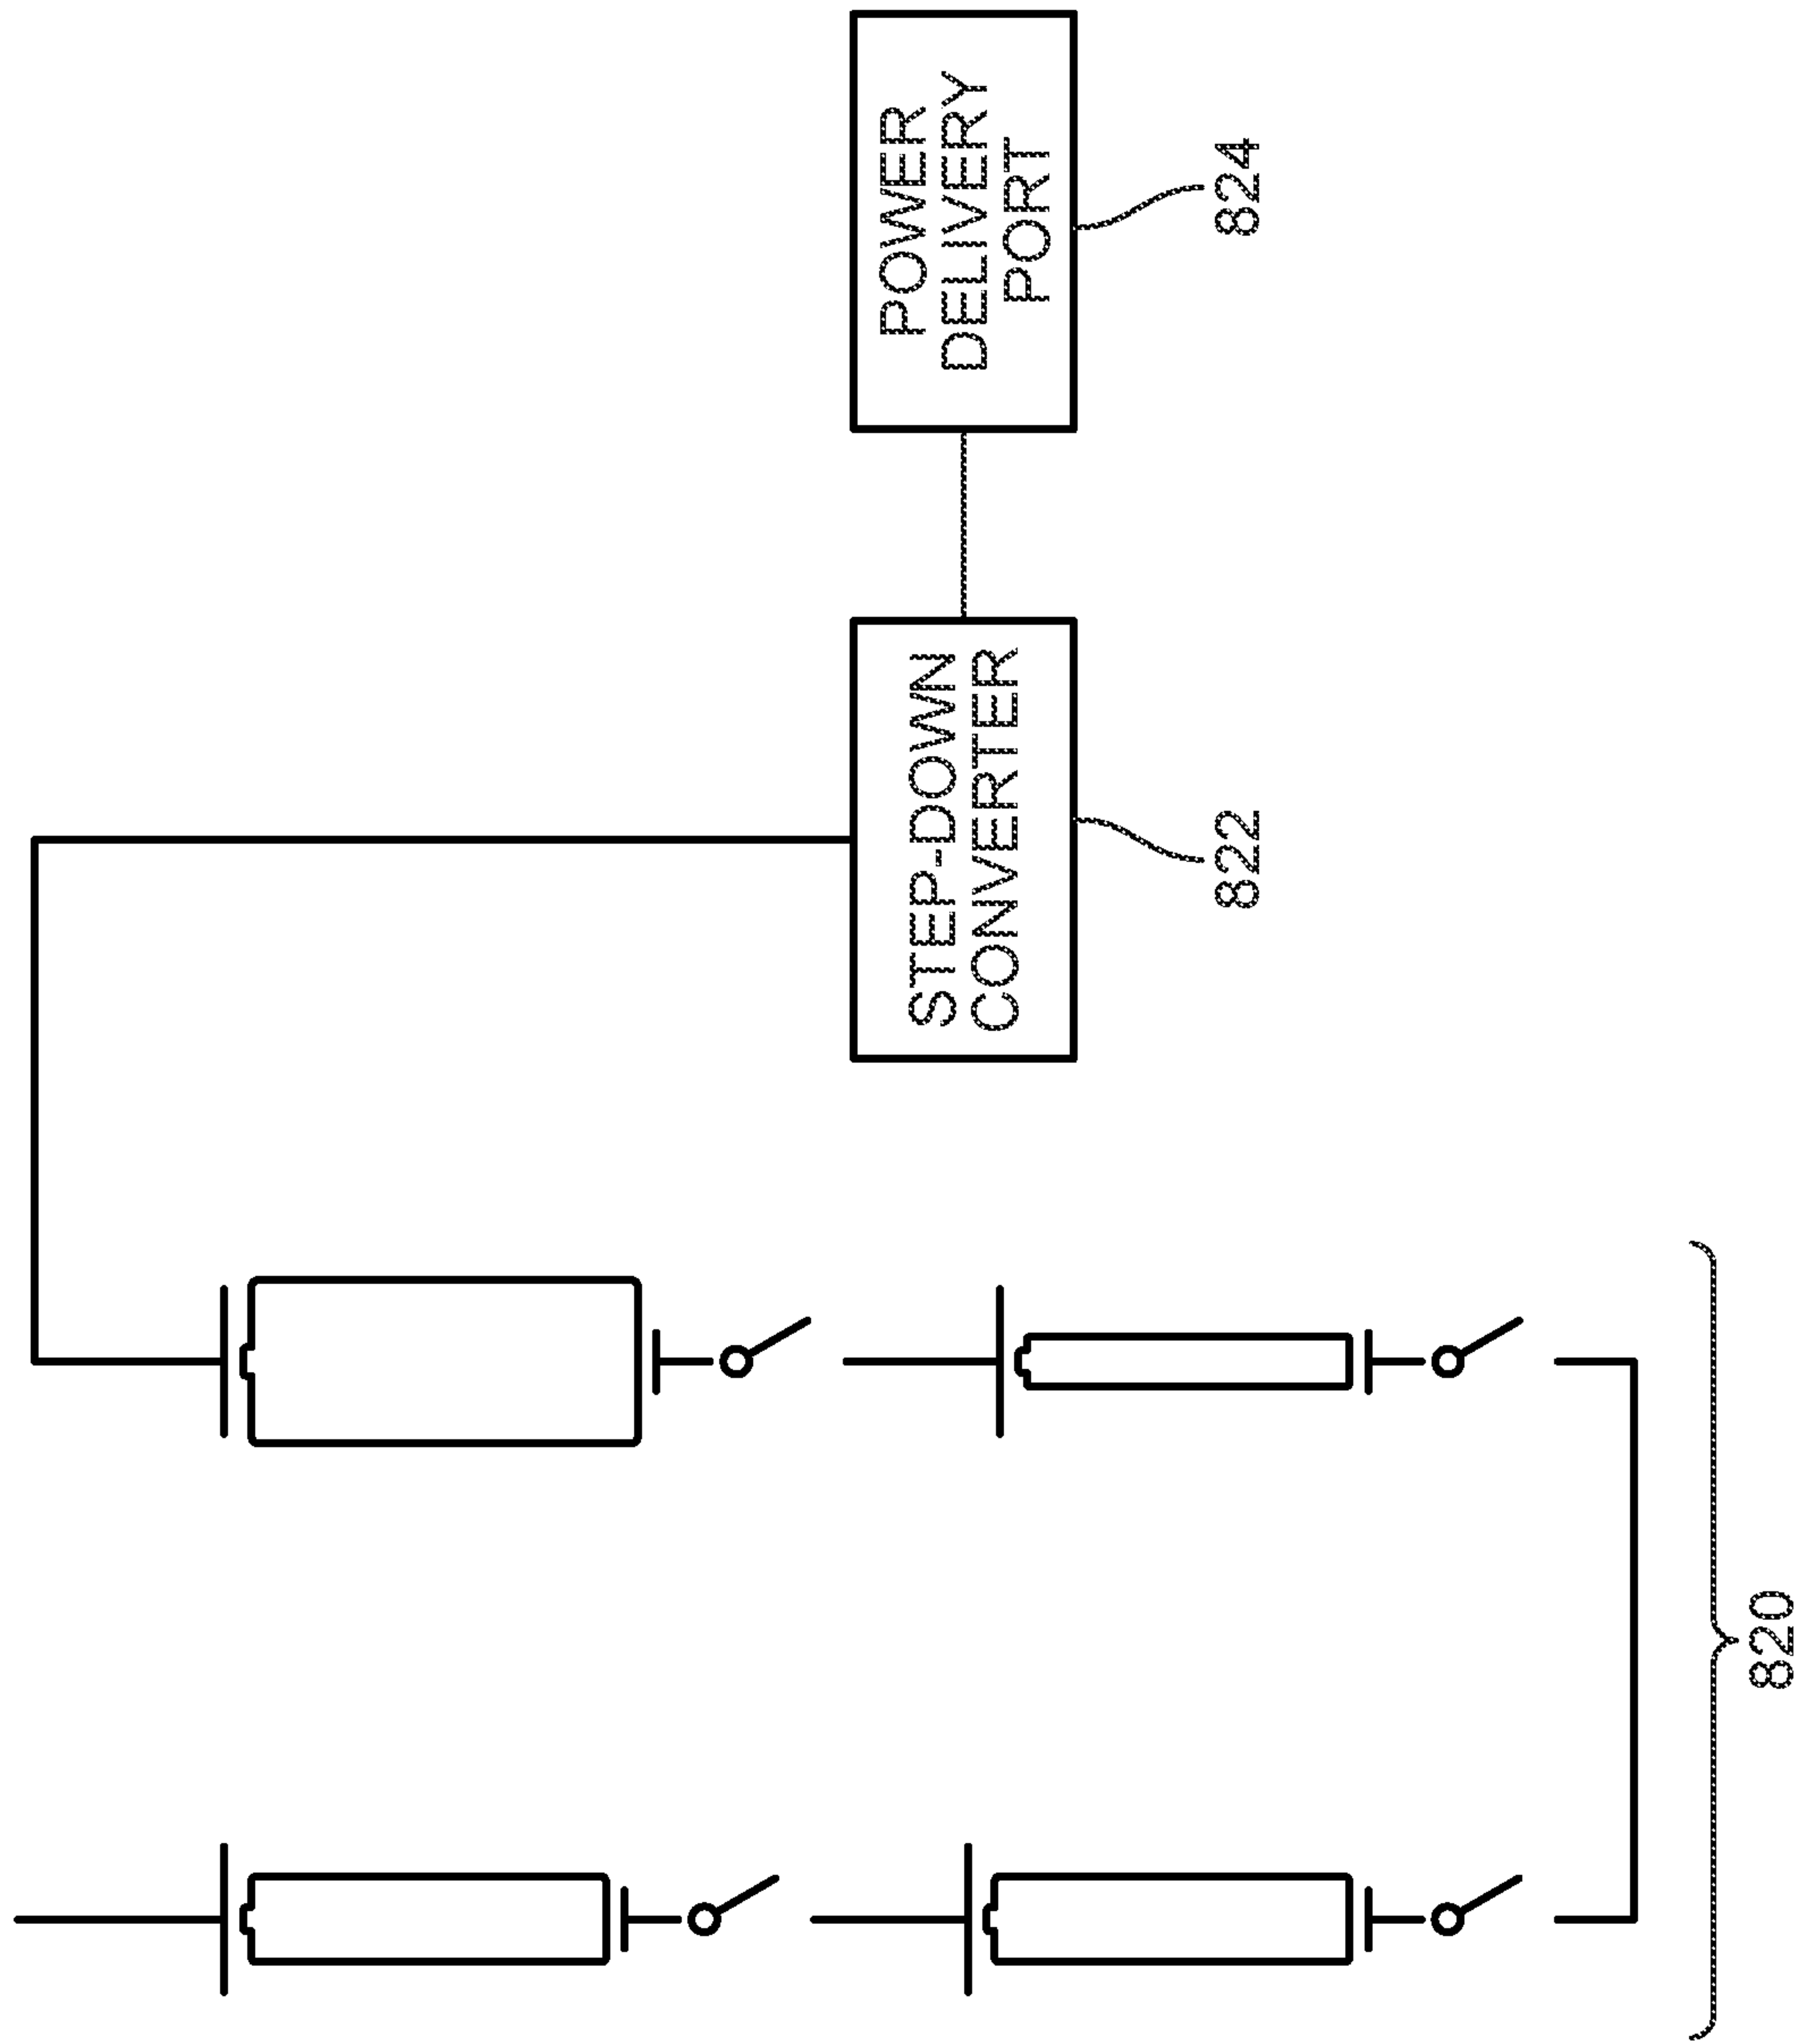 820
STEP-DOWN
CONVERTER
822
POWER
DELIVERY
PORT
824